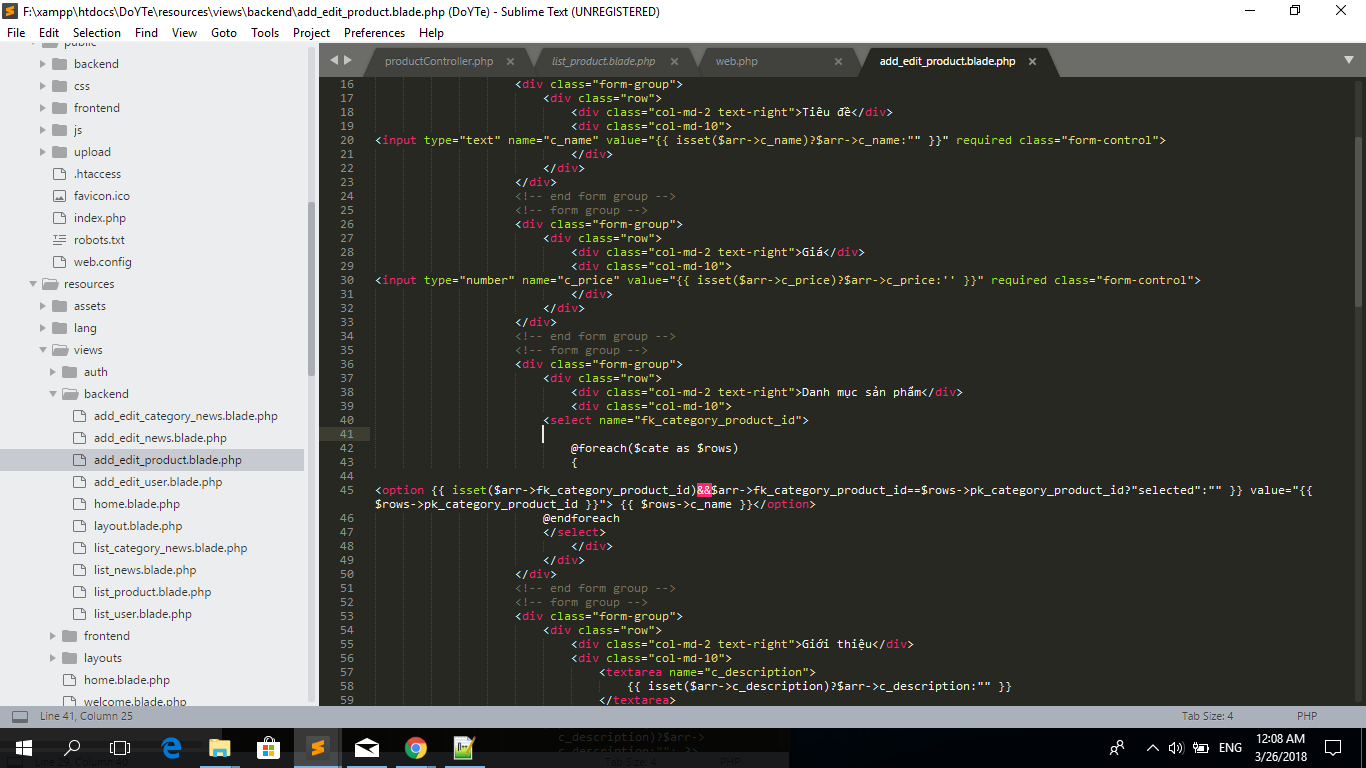 F:\xampp\htdocs\DoYTe\resources\views\backend\add_edit_product.blade.php (DoYTe) - Sublime Text (UNREGISTERED)
File Edit Selection Find View Goto Tools Project Preferences Help
public
backend
css
frontend
js
upload
.htaccess
favicon.ico
index.php
robots.txt
web.config
resources
assets
lang
views
auth
backend
add_edit_category_news.blade.php
add_edit_news.blade.php
add_edit_product.blade.php
add_edit_user.blade.php
home.blade.php
layout.blade.php
list_category_news.blade.php
list_news.blade.php
list_product.blade.php
list_user.blade.php
frontend
layouts
home.blade.php
welcome.blade.php
productController.php × list_product.blade.php × web.php × add_edit_product.blade.php ×
16 <div class="form-group">
17 <div class="row">
18 <div class="col-md-2 text-right">Tiêu đề</div>
19 <div class="col-md-10">
20 <input type="text" name="c_name" value="{{ isset($arr->c_name)?$arr->c_name:"" }}" required class="form-control">
21 </div>
22 </div>
23 </div>
24 <!-- end form group -->
25 <!-- form group -->
26 <div class="form-group">
27 <div class="row">
28 <div class="col-md-2 text-right">Giá</div>
29 <div class="col-md-10">
30 <input type="number" name="c_price" value="{{ isset($arr->c_price)?$arr->c_price:'' }}" required class="form-control">
31 </div>
32 </div>
33 </div>
34 <!-- end form group -->
35 <!-- form group -->
36 <div class="form-group">
37 <div class="row">
38 <div class="col-md-2 text-right">Danh mục sản phẩm</div>
39 <div class="col-md-10">
40 <select name="fk_category_product_id">
41
42 @foreach($cate as $rows)
43 {
44
45 <option {{ isset($arr->fk_category_product_id)&&$arr->fk_category_product_id==$rows->pk_category_product_id?"selected":"" }} value="{{
$rows->pk_category_product_id }}"> {{ $rows->c_name }}</option>
46 @endforeach
47 </select>
48 </div>
49 </div>
50 </div>
51 <!-- end form group -->
52 <!-- form group -->
53 <div class="form-group">
54 <div class="row">
55 <div class="col-md-2 text-right">Giới thiệu</div>
56 <div class="col-md-10">
57 <textarea name="c_description">
58 {{ isset($arr->c_description)?$arr->c_description:"" }}
59 </textarea>
Line 41, Column 25 Tab Size: 4 PHP
ENG
12:08 AM
3/26/2018